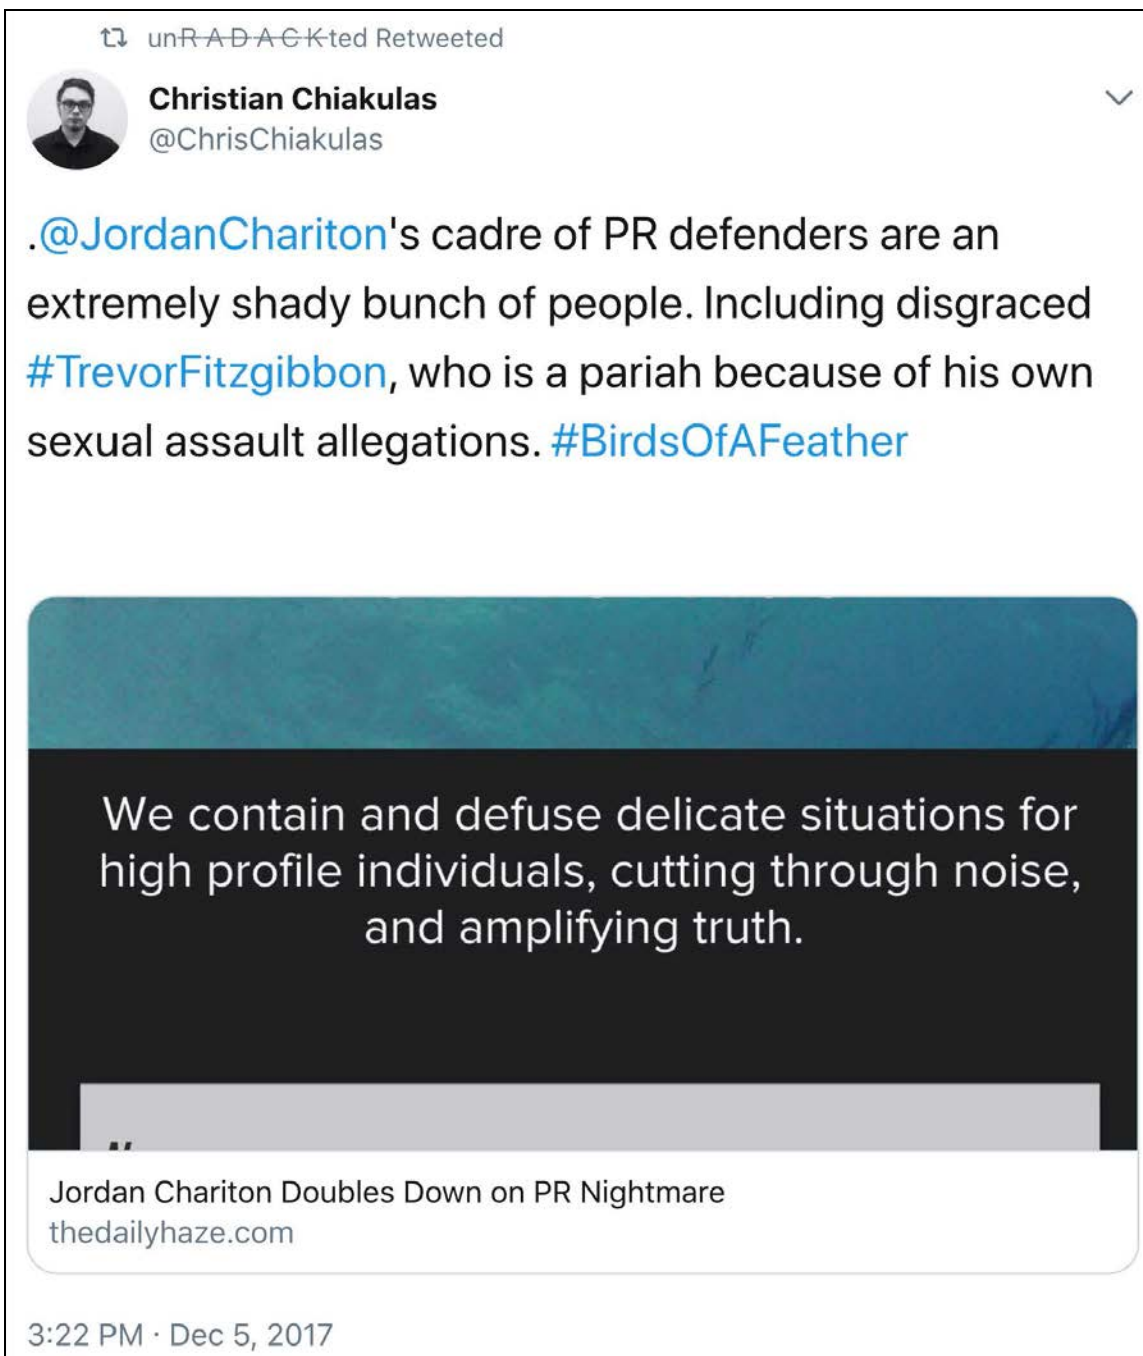 unRADACKted Retweeted
Christian Chiakulas
@ChrisChiakulas
.@JordanChariton's cadre of PR defenders are an
extremely shady bunch of people. Including disgraced
#TrevorFitzgibbon, who is a pariah because of his own
sexual assault allegations. #BirdsOfAFeather
We contain and defuse delicate situations for
high profile individuals, cutting through noise,
and amplifying truth.
Jordan Chariton Doubles Down on PR Nightmare
thedailyhaze.com
3:22 PM · Dec 5, 2017